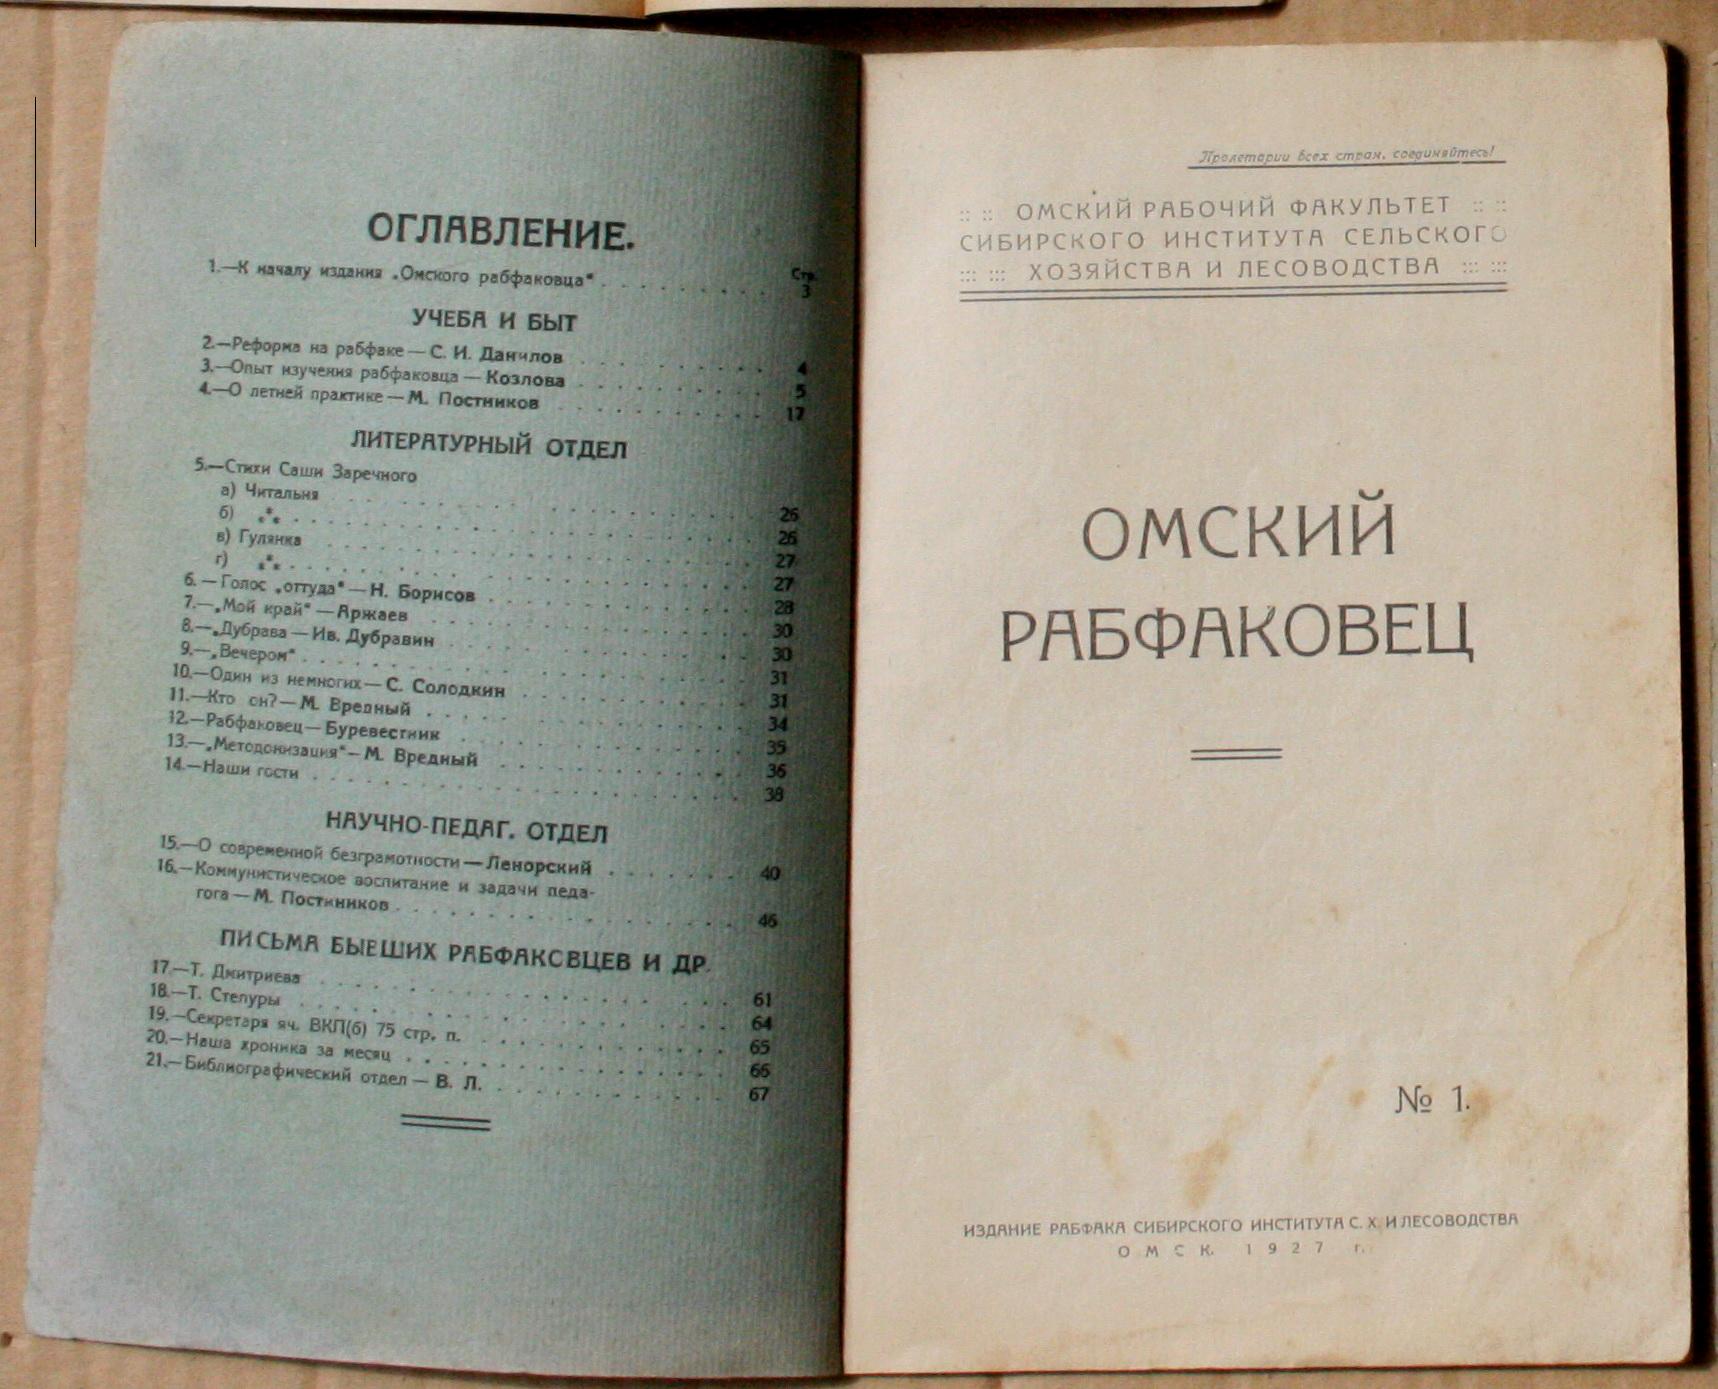 ОГЛАВЛЕНИЕ.
Стр.
1.—К началу издания „Омского рабфаковца“ . . . . . . . . 3
УЧЕБА И БЫТ
2.—Реформа на рабфаке — С. И. Данилов . . . . . . . . 4
3.—Опыт изучения рабфаковца — Козлова . . . . . . . . 5
4.—О летней практике — М. Постников . . . . . . . . 17
ЛИТЕРАТУРНЫЙ ОТДЕЛ
5.—Стихи Саши Заречного
а) Читальня . . . . . . . . 26
б) ⁂ . . . . . . . . 26
в) Гулянка . . . . . . . . 27
г) ⁂ . . . . . . . . 27
6. — Голос „оттуда“ — Н. Борисов . . . . . . . . 28
7.—„Мой край“ — Аржаев . . . . . . . . 30
8.—„Дубрава — Ив. Дубравин . . . . . . . . 30
9.—„Вечером“ . . . . . . . . 31
10.—Один из немногих — С. Солодкин . . . . . . . . 31
11.—Кто он? — М. Вредный . . . . . . . . 34
12.—Рабфаковец — Буревестник . . . . . . . . 35
13.—„Методонизация“ — М. Вредный . . . . . . . . 36
14.—Наши гости . . . . . . . . 38
НАУЧНО-ПЕДАГ. ОТДЕЛ
15.—О современной безграмотности — Ленорский . . . . . . . . 40
16.—Коммунистическое воспитание и задачи педа-
гога — М. Постников . . . . . . . . 46
ПИСЬМА БЫВШИХ РАБФАКОВЦЕВ И ДР.
17.—Т. Дмитриева . . . . . . . . 61
18.—Т. Степуры . . . . . . . . 64
19.—Секретаря яч. ВКП(б) 75 стр. п. . . . . . . . . 65
20.—Наша хроника за месяц . . . . . . . . 66
21.—Библиографический отдел — В. Л. . . . . . . . . 67
Пролетарии всех стран, соединяйтесь!
:: :: ОМСКИЙ РАБОЧИЙ ФАКУЛЬТЕТ :: ::
СИБИРСКОГО ИНСТИТУТА СЕЛЬСКОГО
::: ::: ХОЗЯЙСТВА И ЛЕСОВОДСТВА ::: :::
ОМСКИЙ
РАБФАКОВЕЦ
№ 1.
ИЗДАНИЕ РАБФАКА СИБИРСКОГО ИНСТИТУТА С. Х. И ЛЕСОВОДСТВА
ОМСК. 1927 г.